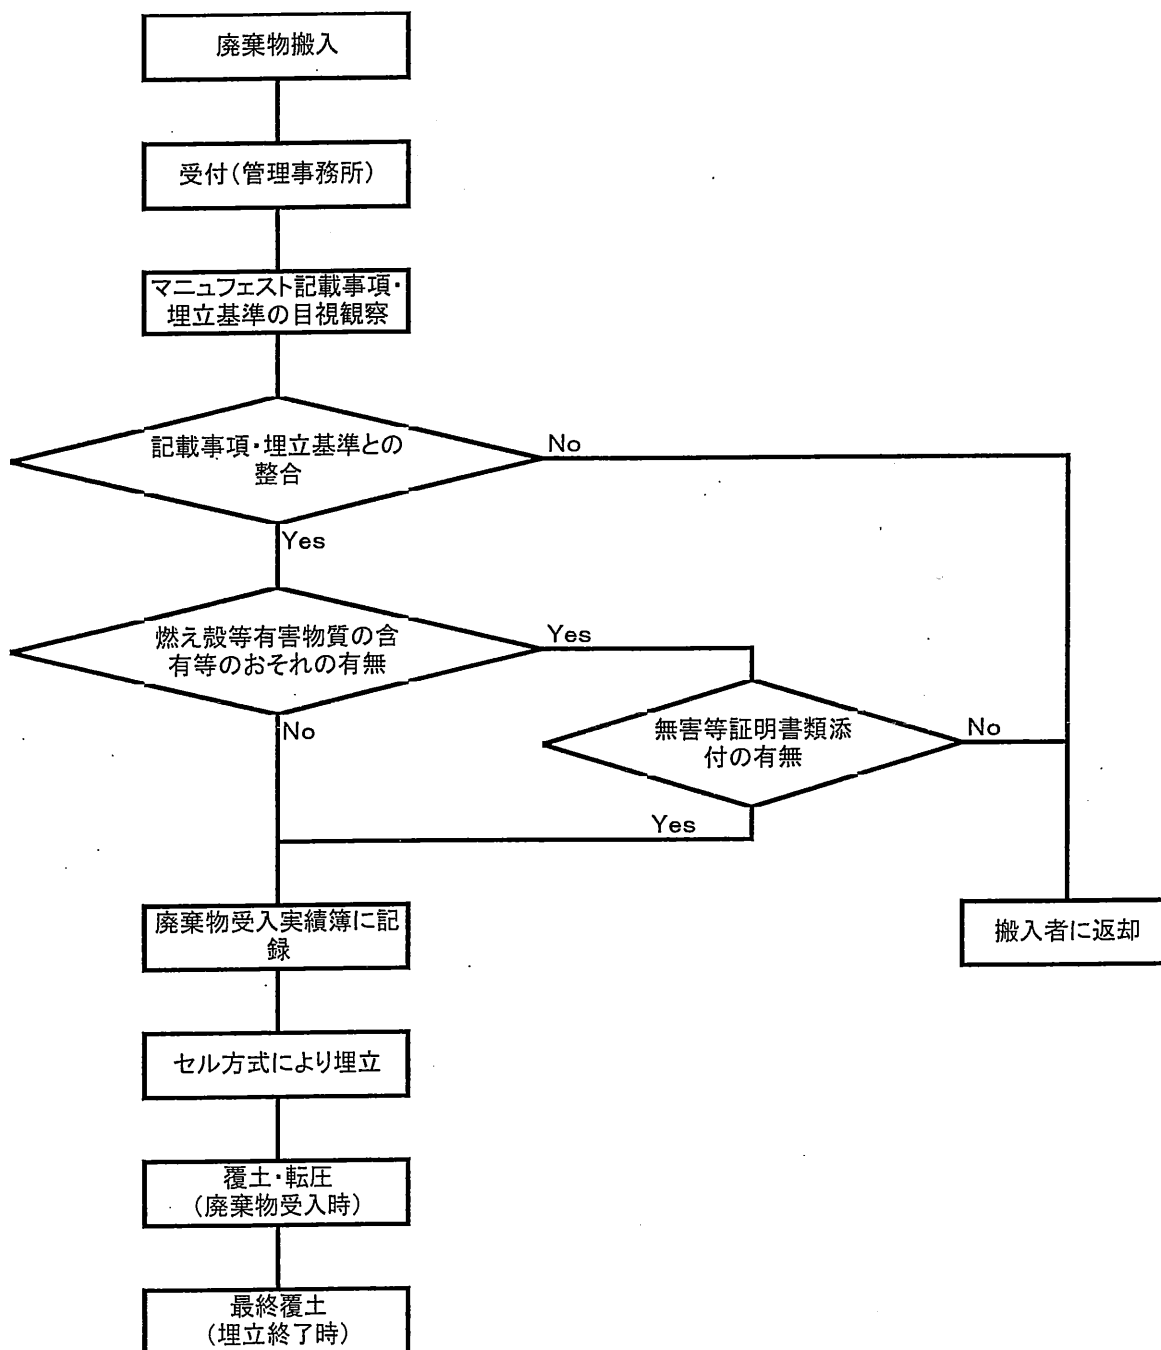 廃棄物搬入
受付(管理事務所)
マニュフェスト記載事項・
埋立基準の目視観察
記載事項・埋立基準との
整合
No
Yes
燃え殻等有害物質の含
有等のおそれの有無
Yes
No
無害等証明書類添
付の有無
No
Yes
廃棄物受入実績簿に記
録
搬入者に返却
セル方式により埋立
覆土・転圧
(廃棄物受入時)
最終覆土
(埋立終了時)